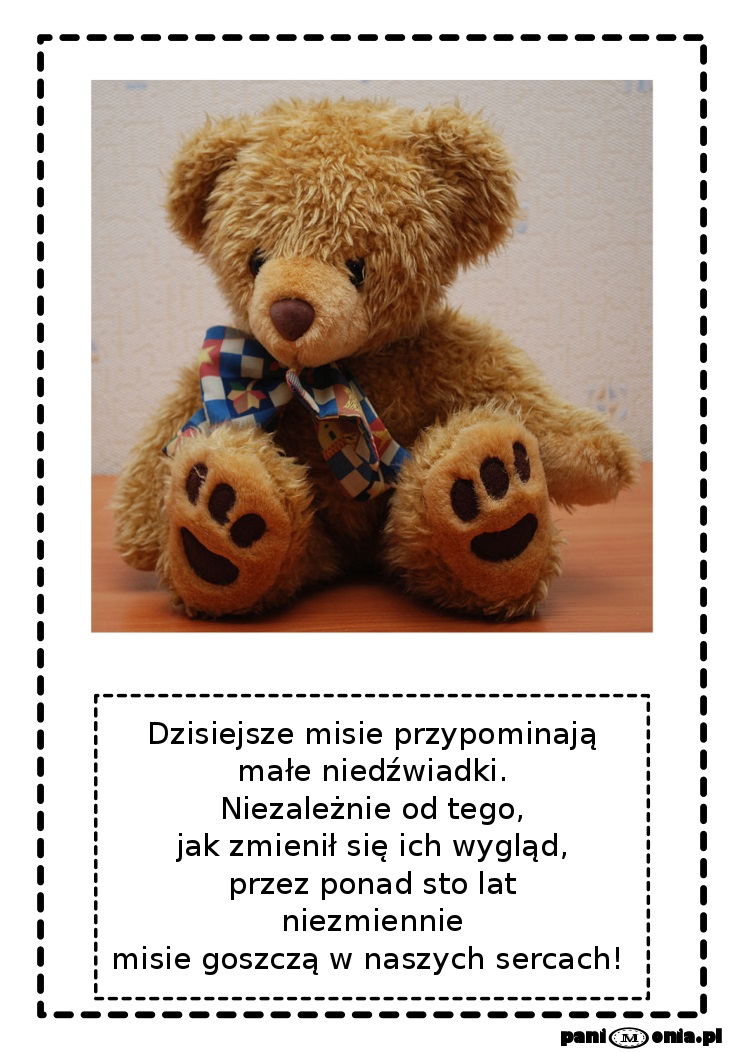 Dzisiejsze misie przypominają
małe niedźwiadki.
Niezależnie od tego,
jak zmienił się ich wygląd,
przez ponad sto lat
niezmiennie
misie goszczą w naszych sercach!
pani M onia.pl